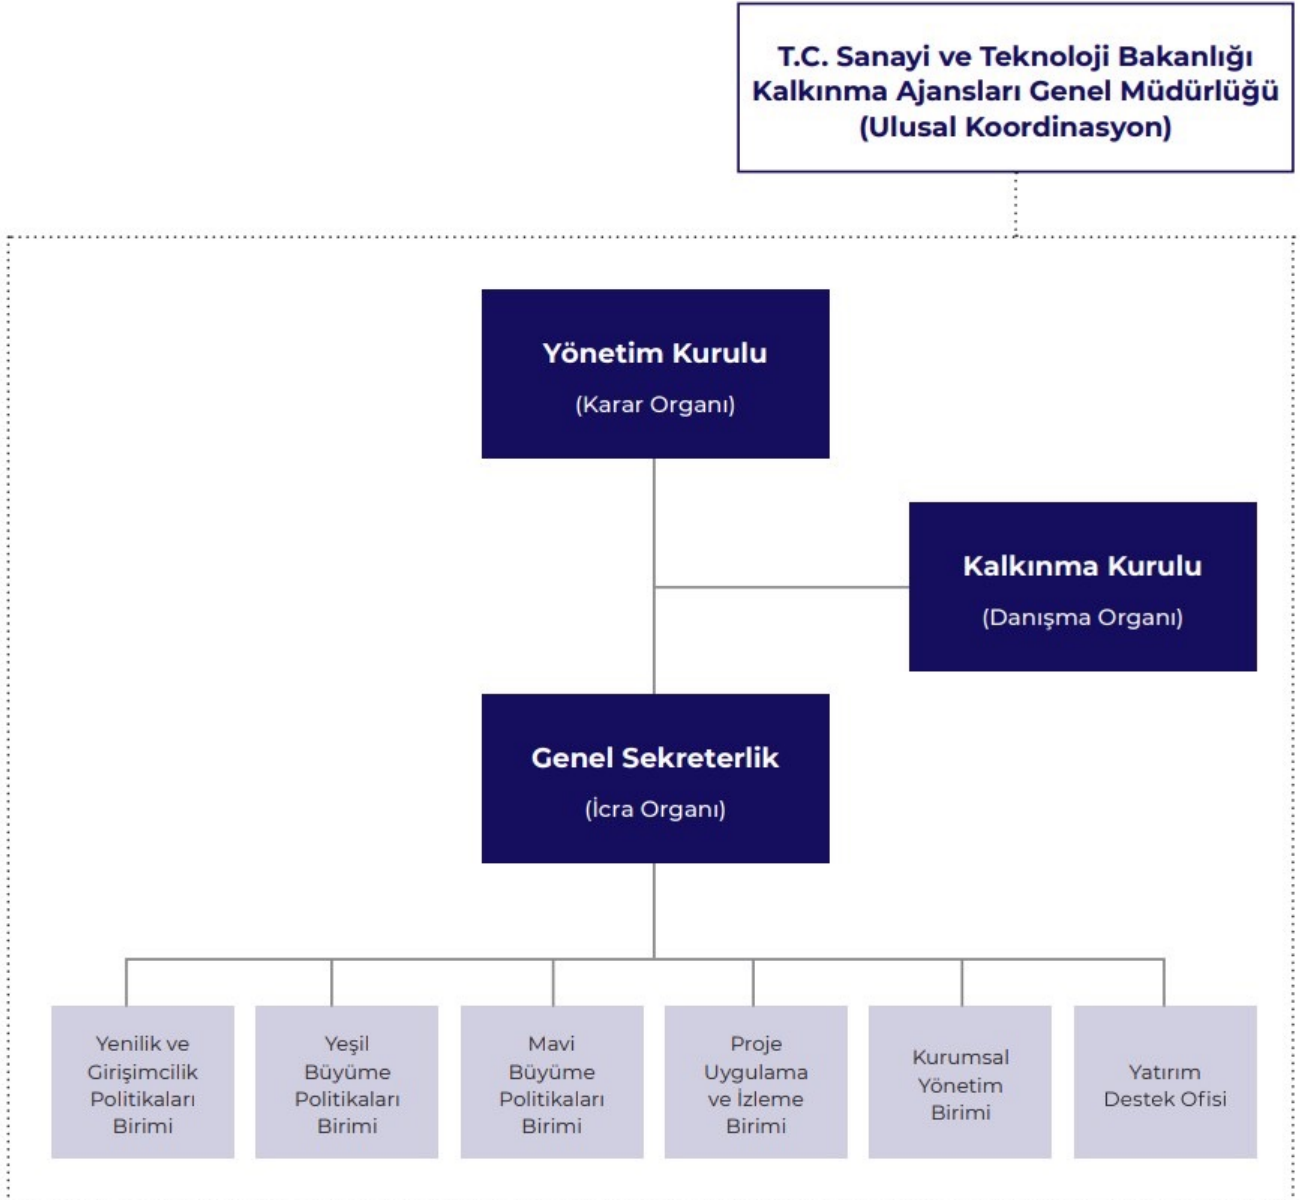 T.C. Sanayi ve Teknoloji Bakanlığı
Kalkınma Ajansları Genel Müdürlüğü
(Ulusal Koordinasyon)
Yönetim Kurulu
(Karar Organı)
Kalkınma Kurulu
(Danışma Organı)
Genel Sekreterlik
(İcra Organı)
Yenilik ve
Girişimcilik
Politikaları
Birimi
Yeşil
Büyüme
Politikaları
Birimi
Mavi
Büyüme
Politikaları
Birimi
Proje
Uygulama
ve İzleme
Birimi
Kurumsal
Yönetim
Birimi
Yatırım
Destek Ofisi